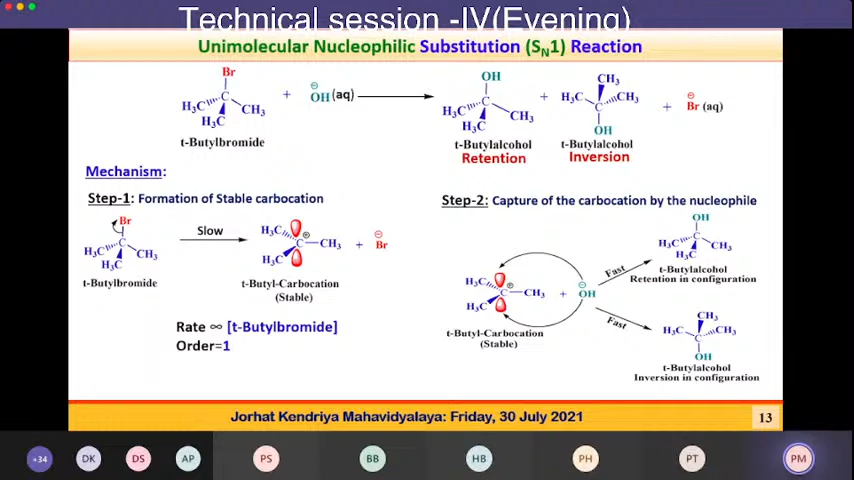 Technical session -IV(Evening)
Unimolecular Nucleophilic Substitution (SN1) Reaction
Br
H3C C CH3
H3C
t-Butylbromide
+ ⊖OH (aq)
OH
H3C C CH3
H3C
t-Butylalcohol
Retention
+
CH3
H3C C CH3
OH
t-Butylalcohol
Inversion
+ ⊖Br (aq)
Mechanism:
Step-1: Formation of Stable carbocation
Br
H3C C CH3
H3C
t-Butylbromide
Slow
H3C ⊕
C CH3
H3C
t-Butyl-Carbocation
(Stable)
+ ⊖Br
Rate ∞ [t-Butylbromide]
Order=1
Step-2: Capture of the carbocation by the nucleophile
H3C ⊕
C CH3
H3C
t-Butyl-Carbocation
(Stable)
+ ⊖OH
Fast
OH
H3C C CH3
H3C
t-Butylalcohol
Retention in configuration
Fast
CH3
H3C C CH3
OH
t-Butylalcohol
Inversion in configuration
Jorhat Kendriya Mahavidyalaya: Friday, 30 July 2021
13
+34 DK DS AP PS BB HB PH PT PM